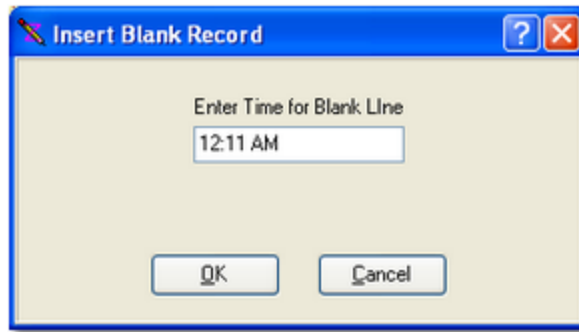 Insert Blank Record
Enter Time for Blank LIne
12:11 AM
OK
Cancel